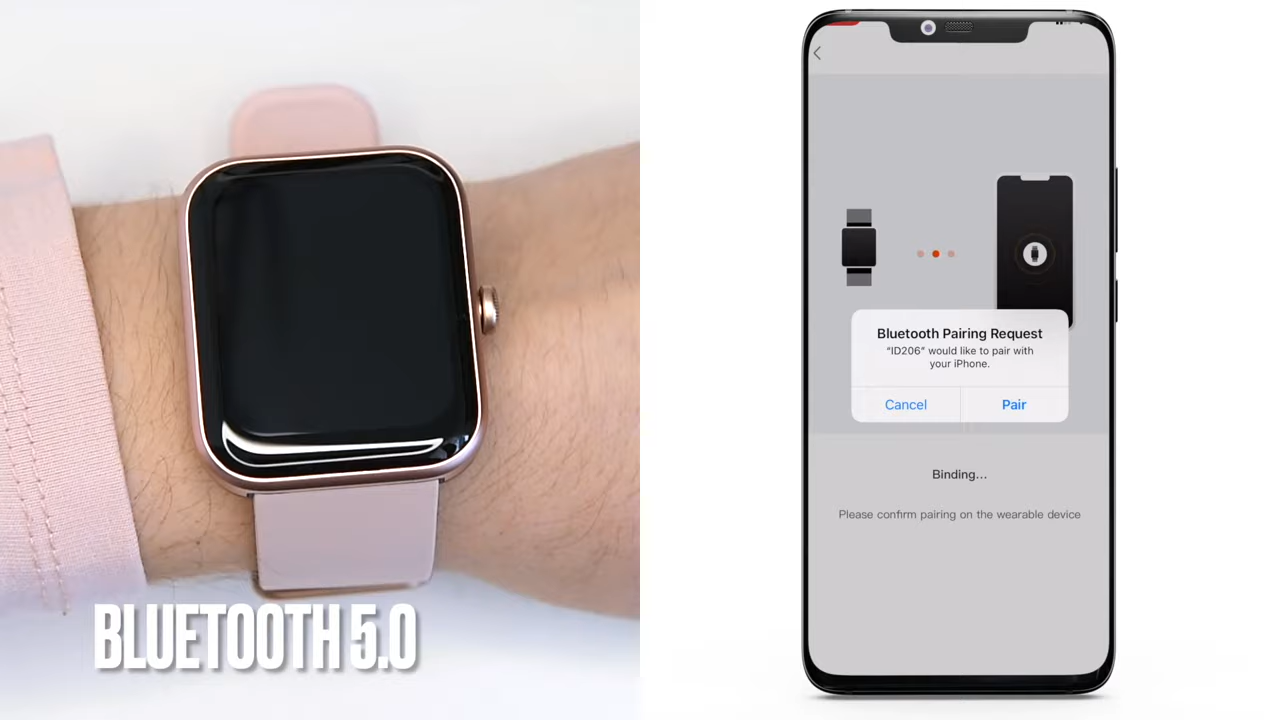 BLUETOOTH 5.0
Bluetooth Pairing Request
“ID206” would like to pair with
your iPhone.
Cancel
Pair
Binding...
Please confirm pairing on the wearable device